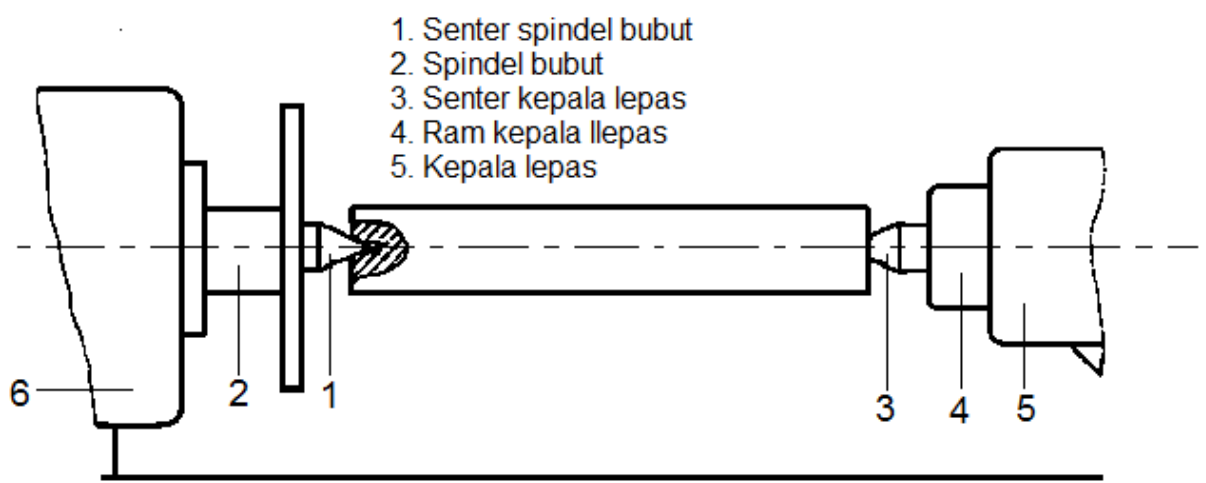 1. Senter spindel bubut
2. Spindel bubut
3. Senter kepala lepas
4. Ram kepala llepas
5. Kepala lepas
6 2 1 3 4 5